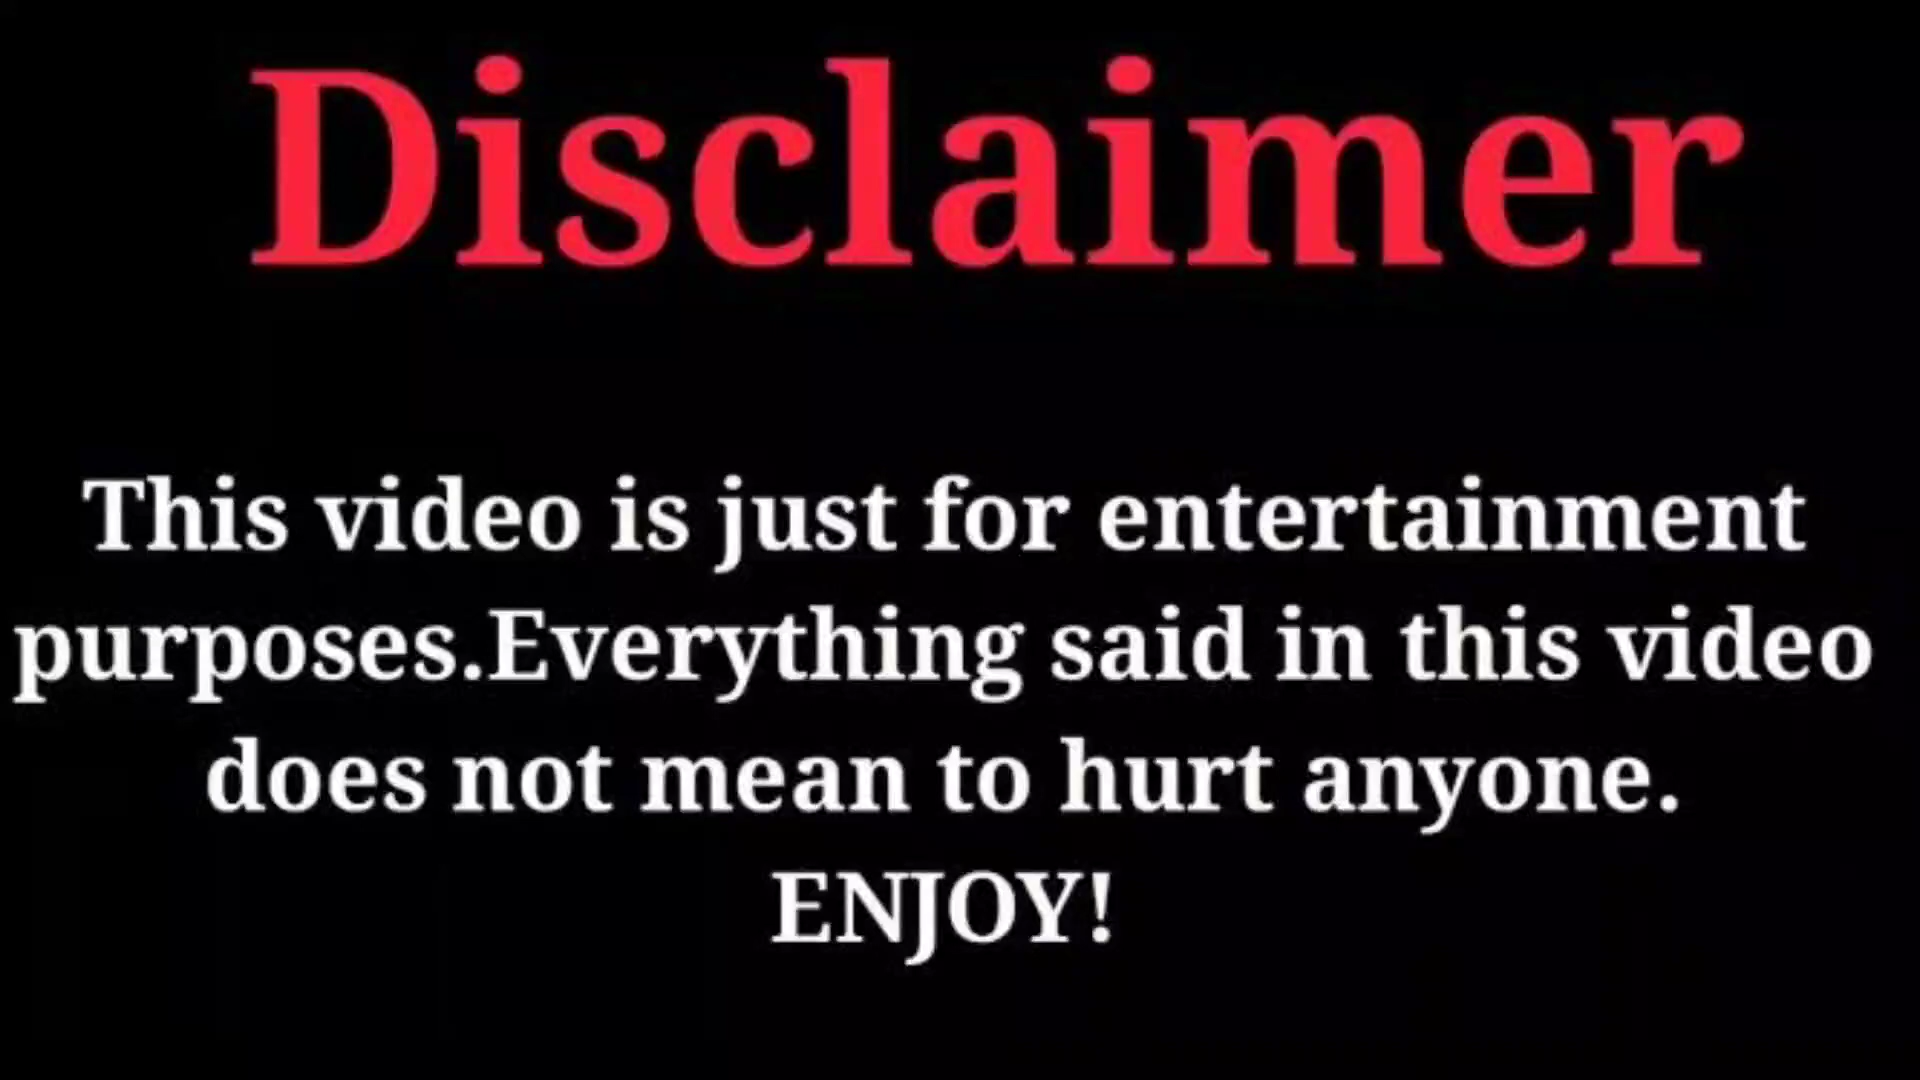 Disclaimer
This video is just for entertainment
purposes.Everything said in this video
does not mean to hurt anyone.
ENJOY!